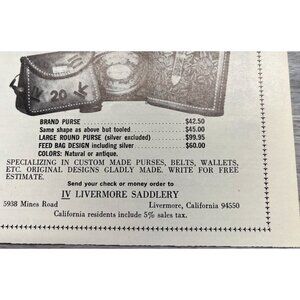 20
BRAND PURSE $42.50
Same shape as above but tooled $45.00
LARGE ROUND PURSE (silver excluded) $99.95
FEED BAG DESIGN including silver $60.00
COLORS: Natural or antique.
SPECIALIZING IN CUSTOM MADE PURSES, BELTS, WALLETS,
ETC. ORIGINAL DESIGNS GLADLY MADE. WRITE FOR FREE
ESTIMATE.
Send your check or money order to
IV LIVERMORE SADDLERY
5938 Mines Road Livermore, California 94550
California residents include 5% sales tax.